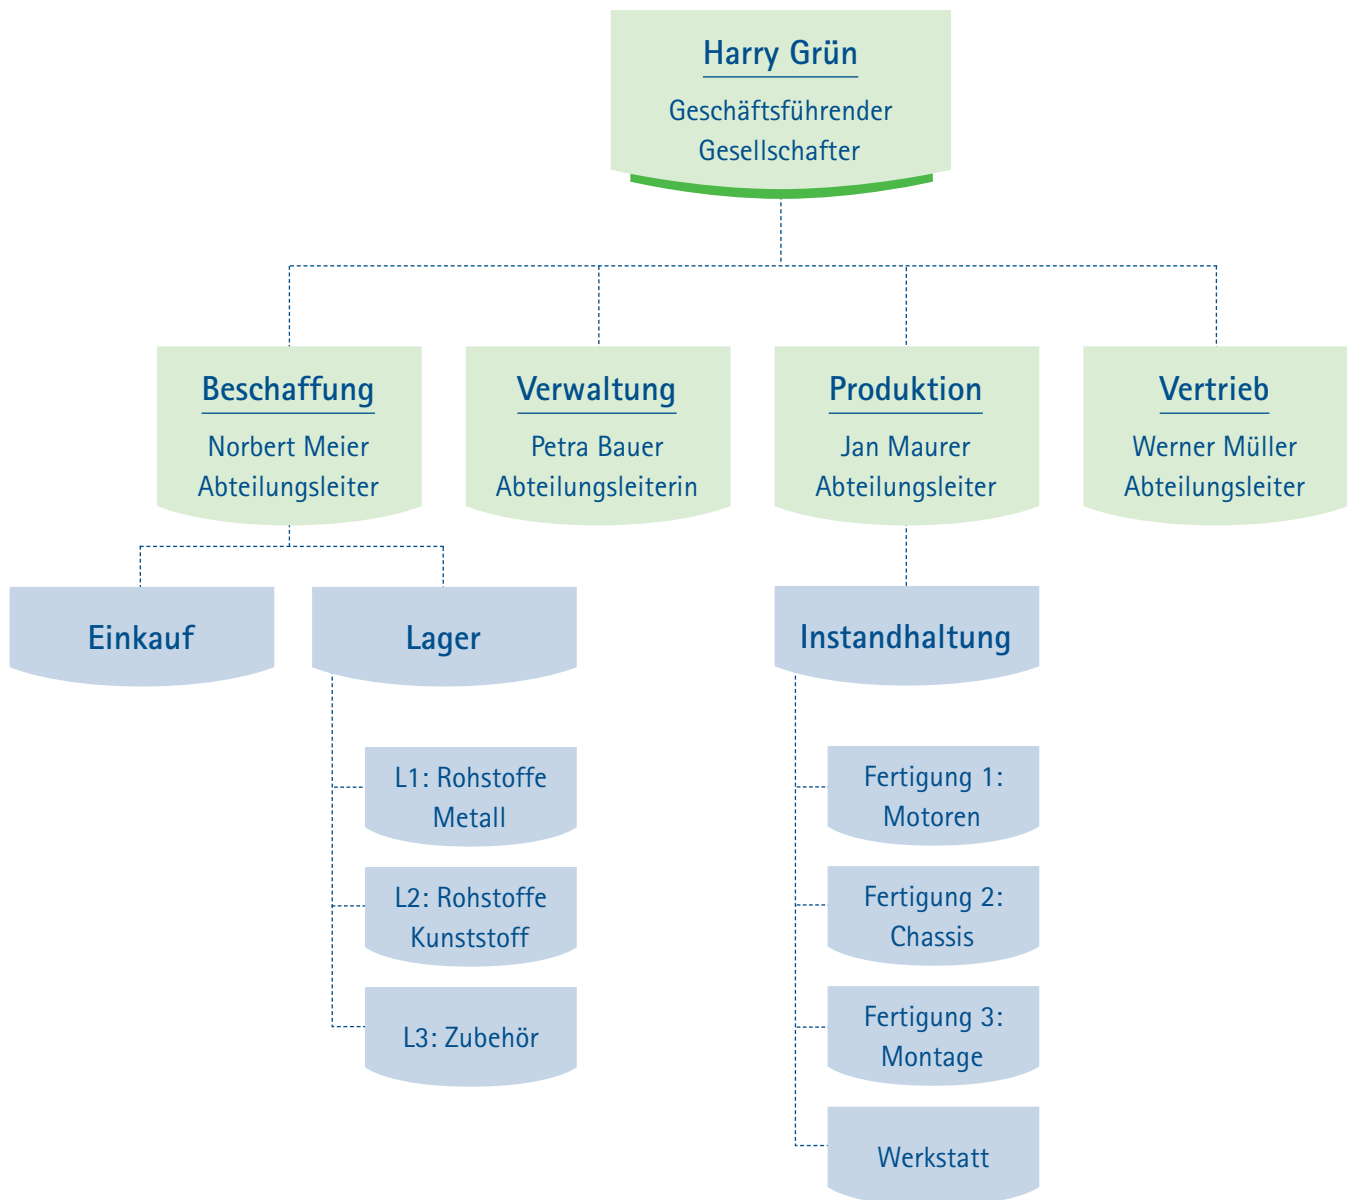 Harry Grün
Geschäftsführender
Gesellschafter
Beschaffung
Norbert Meier
Abteilungsleiter
Verwaltung
Petra Bauer
Abteilungsleiterin
Produktion
Jan Maurer
Abteilungsleiter
Vertrieb
Werner Müller
Abteilungsleiter
Einkauf
Lager
Instandhaltung
L1: Rohstoffe
Metall
L2: Rohstoffe
Kunststoff
L3: Zubehör
Fertigung 1:
Motoren
Fertigung 2:
Chassis
Fertigung 3:
Montage
Werkstatt